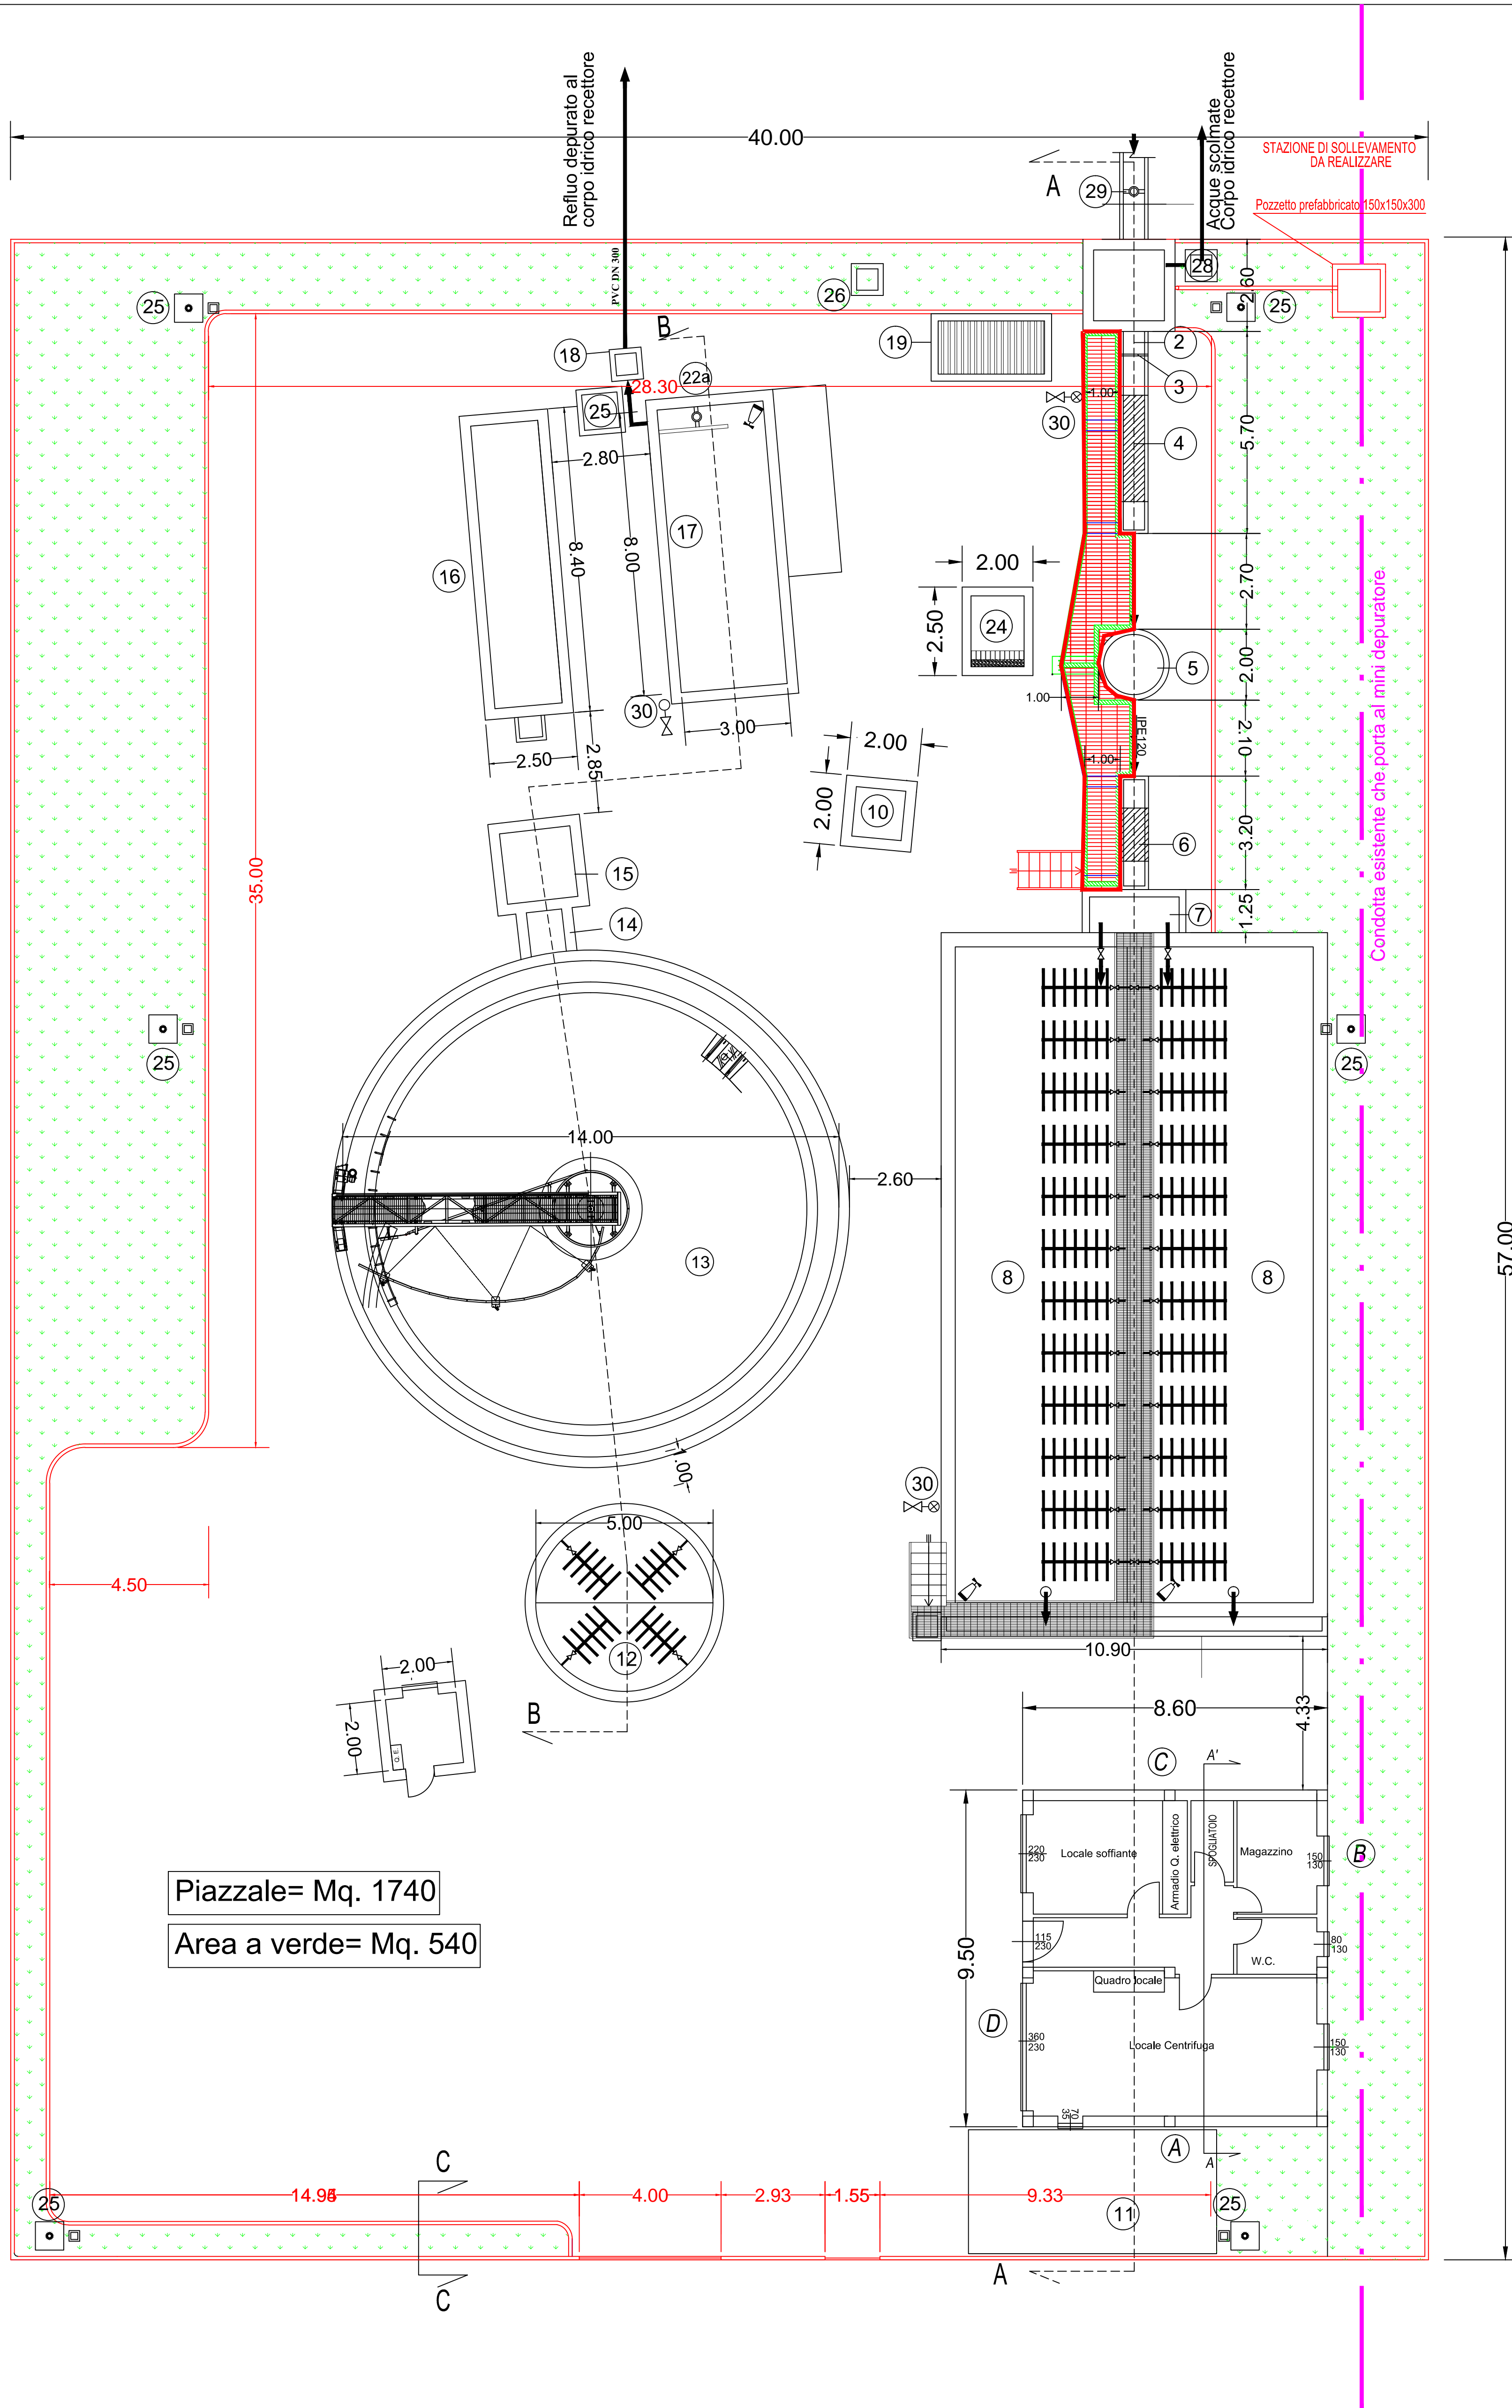 Refluo depurato al
corpo idrico recettore
40.00
A
29
Acque scolmate
Corpo idrico recettore
STAZIONE DI SOLLEVAMENTO
DA REALIZZARE
Pozzetto prefabbricato 150x150x300
PVC DN 300
28
2.60
25
26
25
B
18
19
2
22a
28.30
3
1.00
30
25
4
5.70
2.80
17
16
8.40
8.00
2.00
2.50
24
2.70
Condotta esistente che porta al mini depuratore
5
2.00
1.00
30
3.00
2.50
2.85
IPE120
2.10
1.00
2.00
2.00
10
3.20
6
35.00
15
14
7
1.25
25
25
14.00
2.60
13
8
8
57.00
1.00
30
5.00
4.50
12
10.90
2.00
2.00
Q.E.
B
8.60
4.33
C
A'
220
230
Locale soffiante
Armadio Q. elettrico
SPOGLIATOIO
Magazzino
150
130
B
Piazzale= Mq. 1740
Area a verde= Mq. 540
9.50
115
230
80
130
W.C.
Quadro locale
D
360
230
Locale Centrifuga
150
130
70
35
A
A
C
25
4.00
2.93
1.55
9.33
25
11
A
C